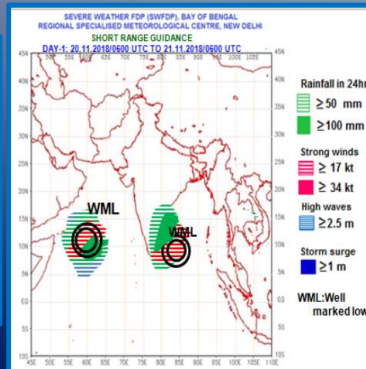 SEVERE WEATHER FDP (SWFDP), BAY OF BENGAL
REGIONAL SPECIALISED METEOROLOGICAL CENTRE, NEW DELHI
SHORT RANGE GUIDANCE
DAY-1: 20.11.2018/0600 UTC TO 21.11.2018/0600 UTC
Rainfall in 24h
≥50 mm
≥100 mm
Strong winds
≥ 17 kt
≥ 34 kt
High waves
≥2.5 m
Storm surge
≥1 m
WML:Well
marked low
WML
WML
45N
40N
35N
30N
25N
20N
15N
10N
5N
EQ
5S
10S
45E 50E 55E 60E 65E 70E 75E 80E 85E 90E 95E 100E 105E 110E